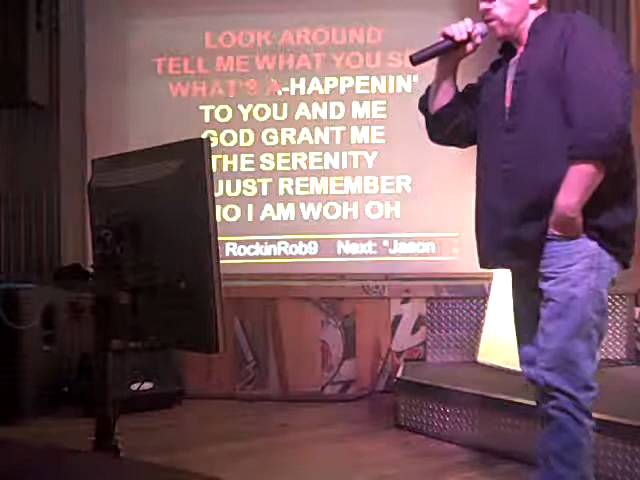 LOOK AROUND
TELL ME WHAT YOU
WHAT'S A-HAPPENIN'
TO YOU AND ME
GOD GRANT ME
THE SERENITY
JUST REMEMBER
I AM WOH OH
RockinRob9 Next: *Jason